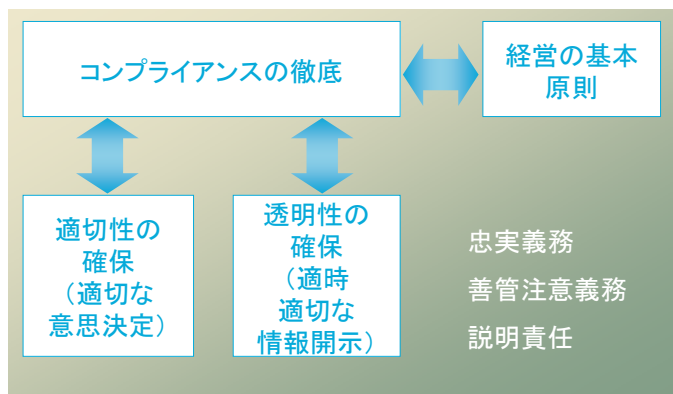 コンプライアンスの徹底
経営の基本
原則
適切性の
確保
（適切な
意思決定）
透明性の
確保
（適時
適切な
情報開示）
忠実義務
善管注意義務
説明責任